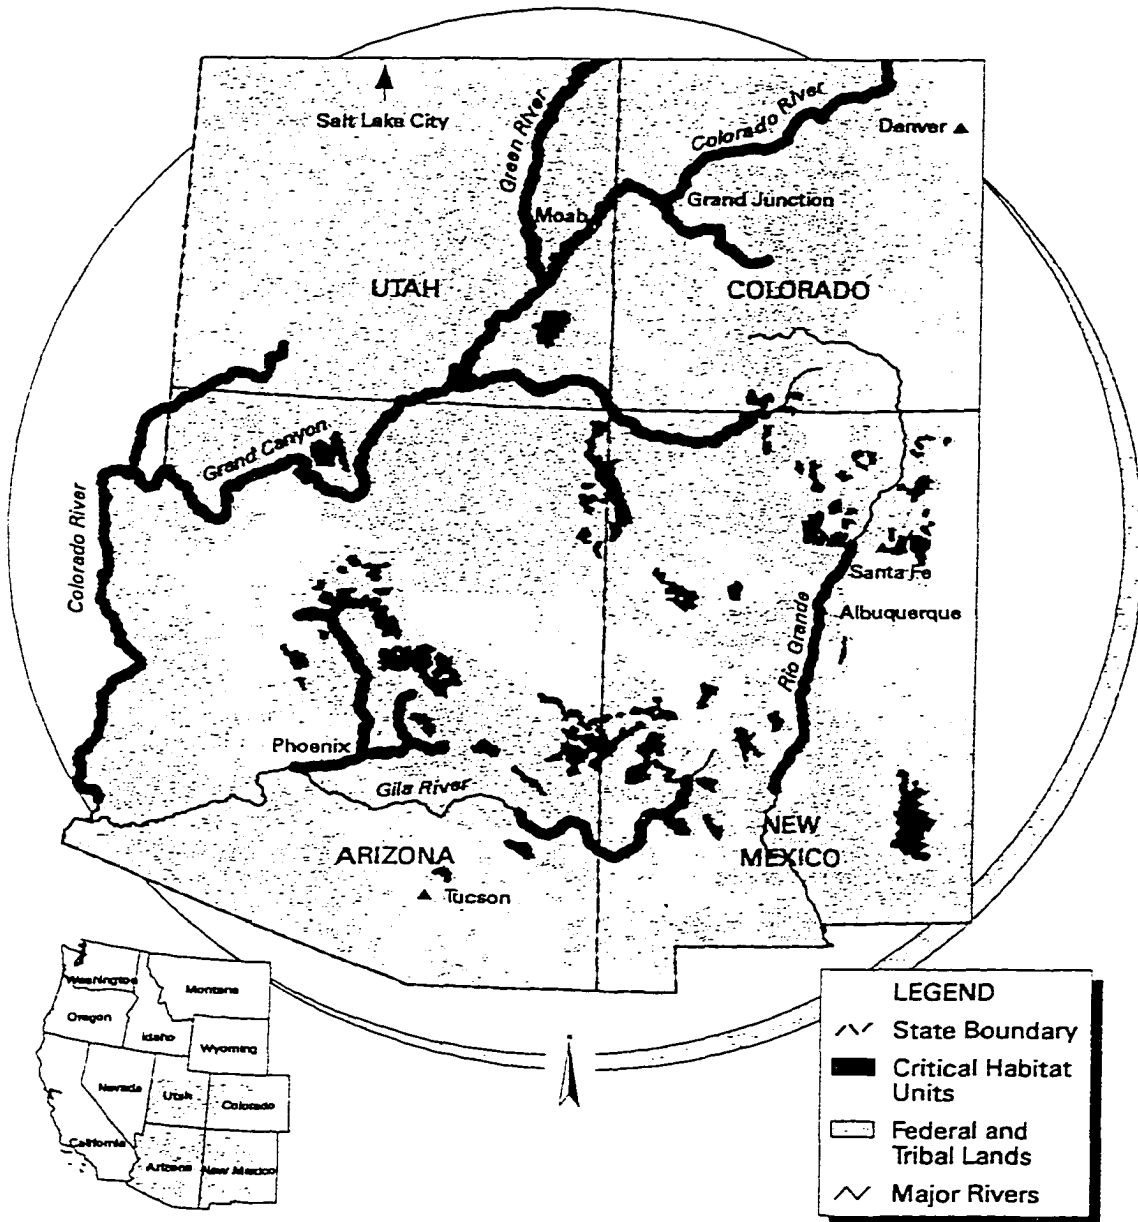 Salt Lake City
Green River
Colorado River
Denver
Moab
Grand Junction
UTAH
COLORADO
Grand Canyon
Colorado River
Santa Fe
Albuquerque
Rio Grande
Phoenix
Gila River
NEW
MEXICO
ARIZONA
Tucson
Washington
Montana
Oregon
Idaho
Wyoming
Nevada
Utah
Colorado
California
Arizona
New Mexico
LEGEND
State Boundary
Critical Habitat
Units
Federal and
Tribal Lands
Major Rivers